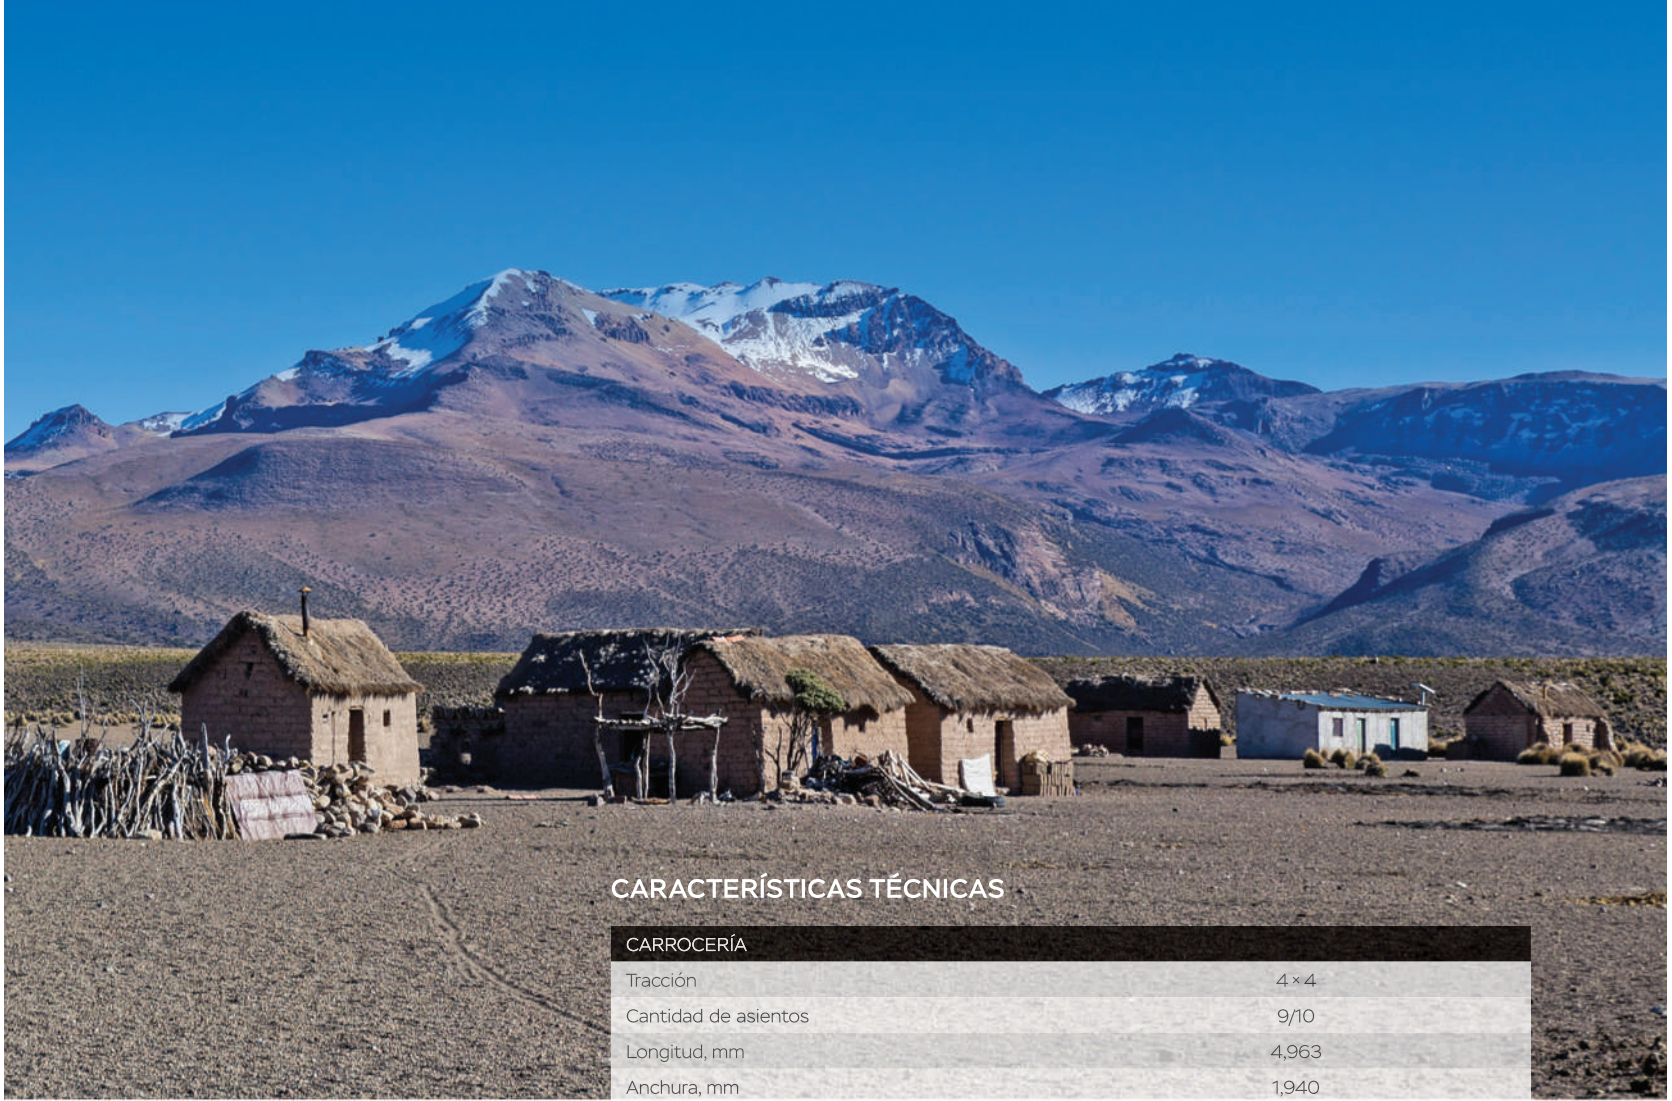 CARACTERÍSTICAS TÉCNICAS
CARROCERÍA
Tracción 4 × 4
Cantidad de asientos 9/10
Longitud, mm 4,963
Anchura, mm 1,940